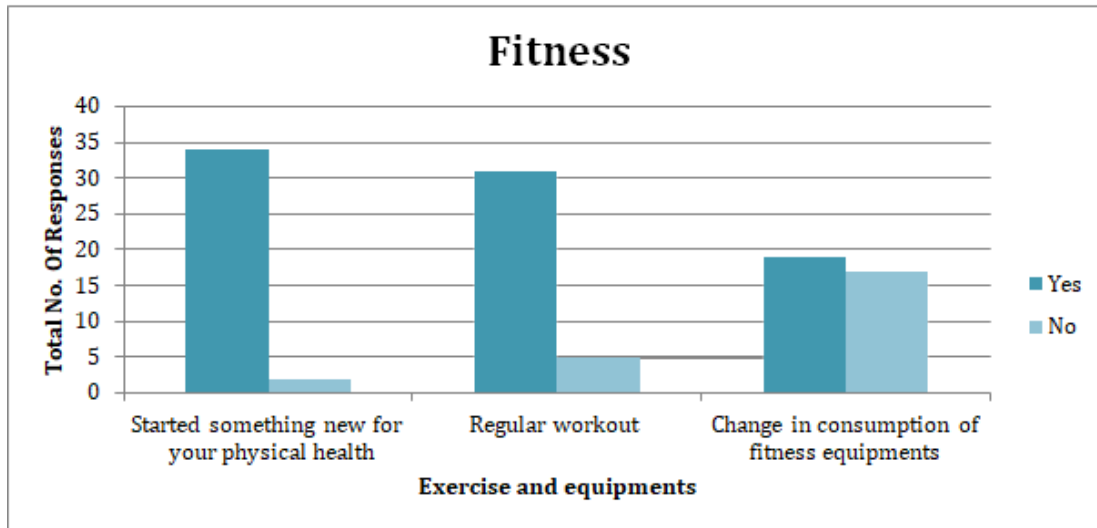 Fitness
Total No. Of Responses
40
35
30
25
20
15
10
5
0
Started something new for
your physical health
Regular workout
Change in consumption of
fitness equipments
Exercise and equipments
Yes
No